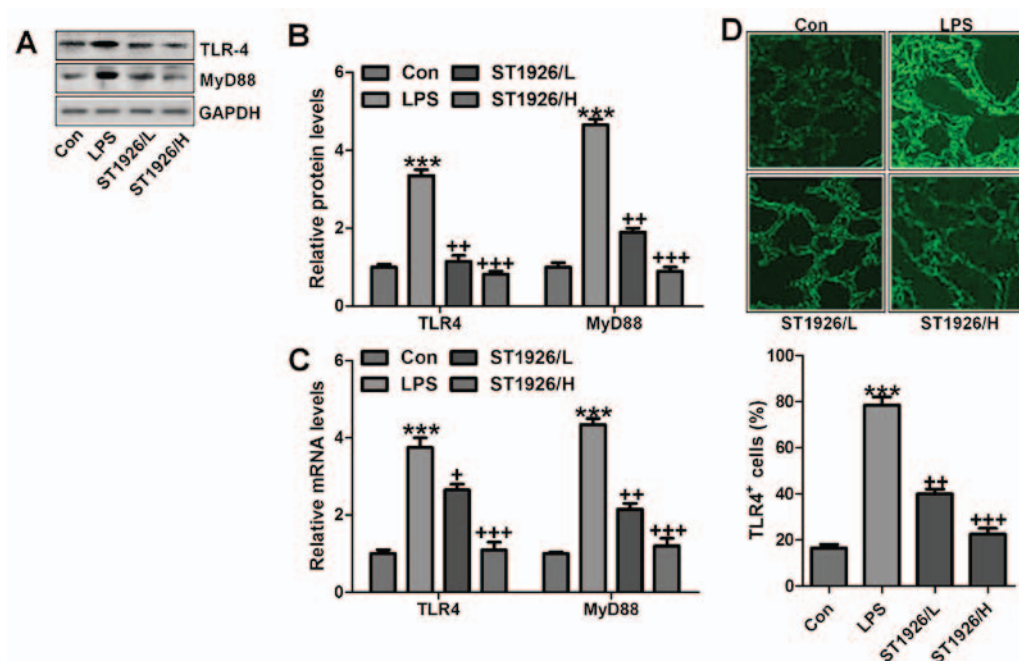 A
TLR-4
MyD88
GAPDH
Con LPS ST1926/L ST1926/H
B
Con ST1926/L
LPS ST1926/H
Relative protein levels
6
4
2
0
*** ++ +++ *** ++ +++
TLR4 MyD88
C
Con ST1926/L
LPS ST1926/H
Relative mRNA levels
6
4
2
0
*** + +++ *** ++ +++
TLR4 MyD88
D
Con LPS
ST1926/L ST1926/H
TLR4+ cells (%)
100
80
60
40
20
0
*** ++ +++
Con LPS ST1926/L ST1926/H